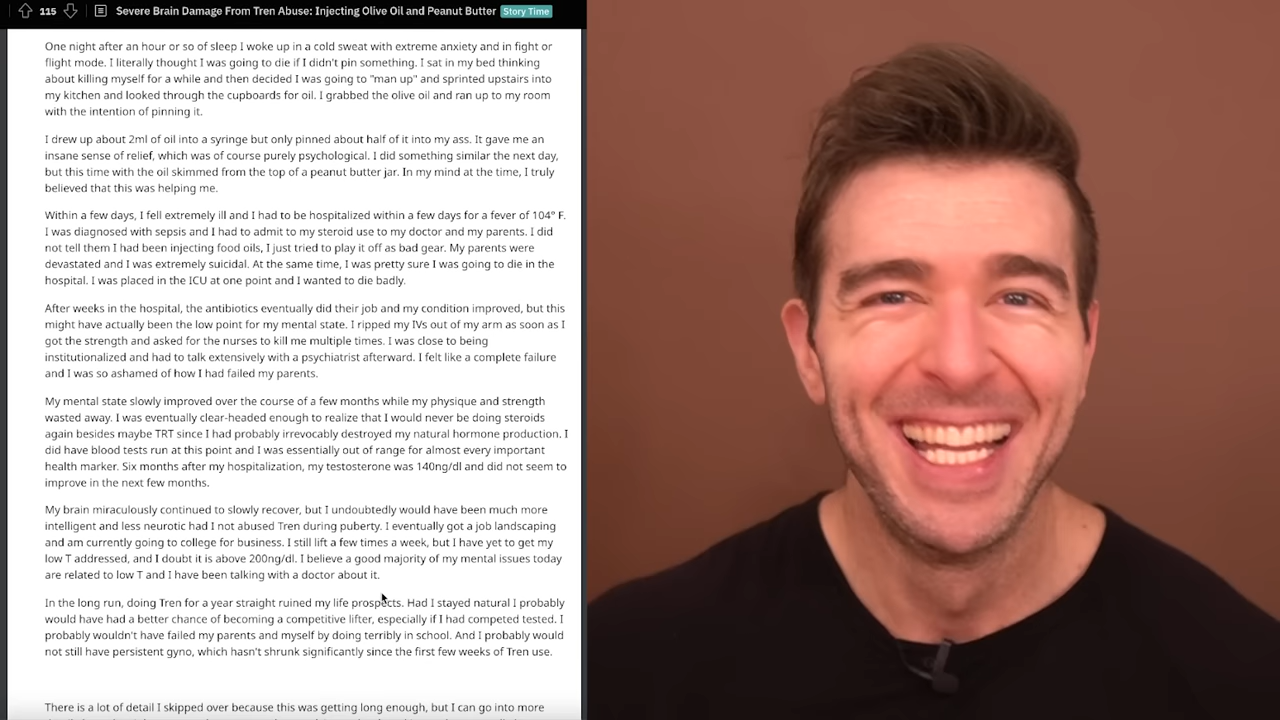 115 Severe Brain Damage From Tren Abuse: Injecting Olive Oil and Peanut Butter Story Time
One night after an hour or so of sleep I woke up in a cold sweat with extreme anxiety and in fight or
flight mode. I literally thought I was going to die if I didn't pin something. I sat in my bed thinking
about killing myself for a while and then decided I was going to "man up" and sprinted upstairs into
my kitchen and looked through the cupboards for oil. I grabbed the olive oil and ran up to my room
with the intention of pinning it.
I drew up about 2ml of oil into a syringe but only pinned about half of it into my ass. It gave me an
insane sense of relief, which was of course purely psychological. I did something similar the next day,
but this time with the oil skimmed from the top of a peanut butter jar. In my mind at the time, I truly
believed that this was helping me.
Within a few days, I fell extremely ill and I had to be hospitalized within a few days for a fever of 104° F.
I was diagnosed with sepsis and I had to admit to my steroid use to my doctor and my parents. I did
not tell them I had been injecting food oils, I just tried to play it off as bad gear. My parents were
devastated and I was extremely suicidal. At the same time, I was pretty sure I was going to die in the
hospital. I was placed in the ICU at one point and I wanted to die badly.
After weeks in the hospital, the antibiotics eventually did their job and my condition improved, but this
might have actually been the low point for my mental state. I ripped my IVs out of my arm as soon as I
got the strength and asked for the nurses to kill me multiple times. I was close to being
institutionalized and had to talk extensively with a psychiatrist afterward. I felt like a complete failure
and I was so ashamed of how I had failed my parents.
My mental state slowly improved over the course of a few months while my physique and strength
wasted away. I was eventually clear-headed enough to realize that I would never be doing steroids
again besides maybe TRT since I had probably irrevocably destroyed my natural hormone production. I
did have blood tests run at this point and I was essentially out of range for almost every important
health marker. Six months after my hospitalization, my testosterone was 140ng/dl and did not seem to
improve in the next few months.
My brain miraculously continued to slowly recover, but I undoubtedly would have been much more
intelligent and less neurotic had I not abused Tren during puberty. I eventually got a job landscaping
and am currently going to college for business. I still lift a few times a week, but I have yet to get my
low T addressed, and I doubt it is above 200ng/dl. I believe a good majority of my mental issues today
are related to low T and I have been talking with a doctor about it.
In the long run, doing Tren for a year straight ruined my life prospects. Had I stayed natural I probably
would have had a better chance of becoming a competitive lifter, especially if I had competed tested. I
probably wouldn't have failed my parents and myself by doing terribly in school. And I probably would
not still have persistent gyno, which hasn't shrunk significantly since the first few weeks of Tren use.
There is a lot of detail I skipped over because this was getting long enough, but I can go into more